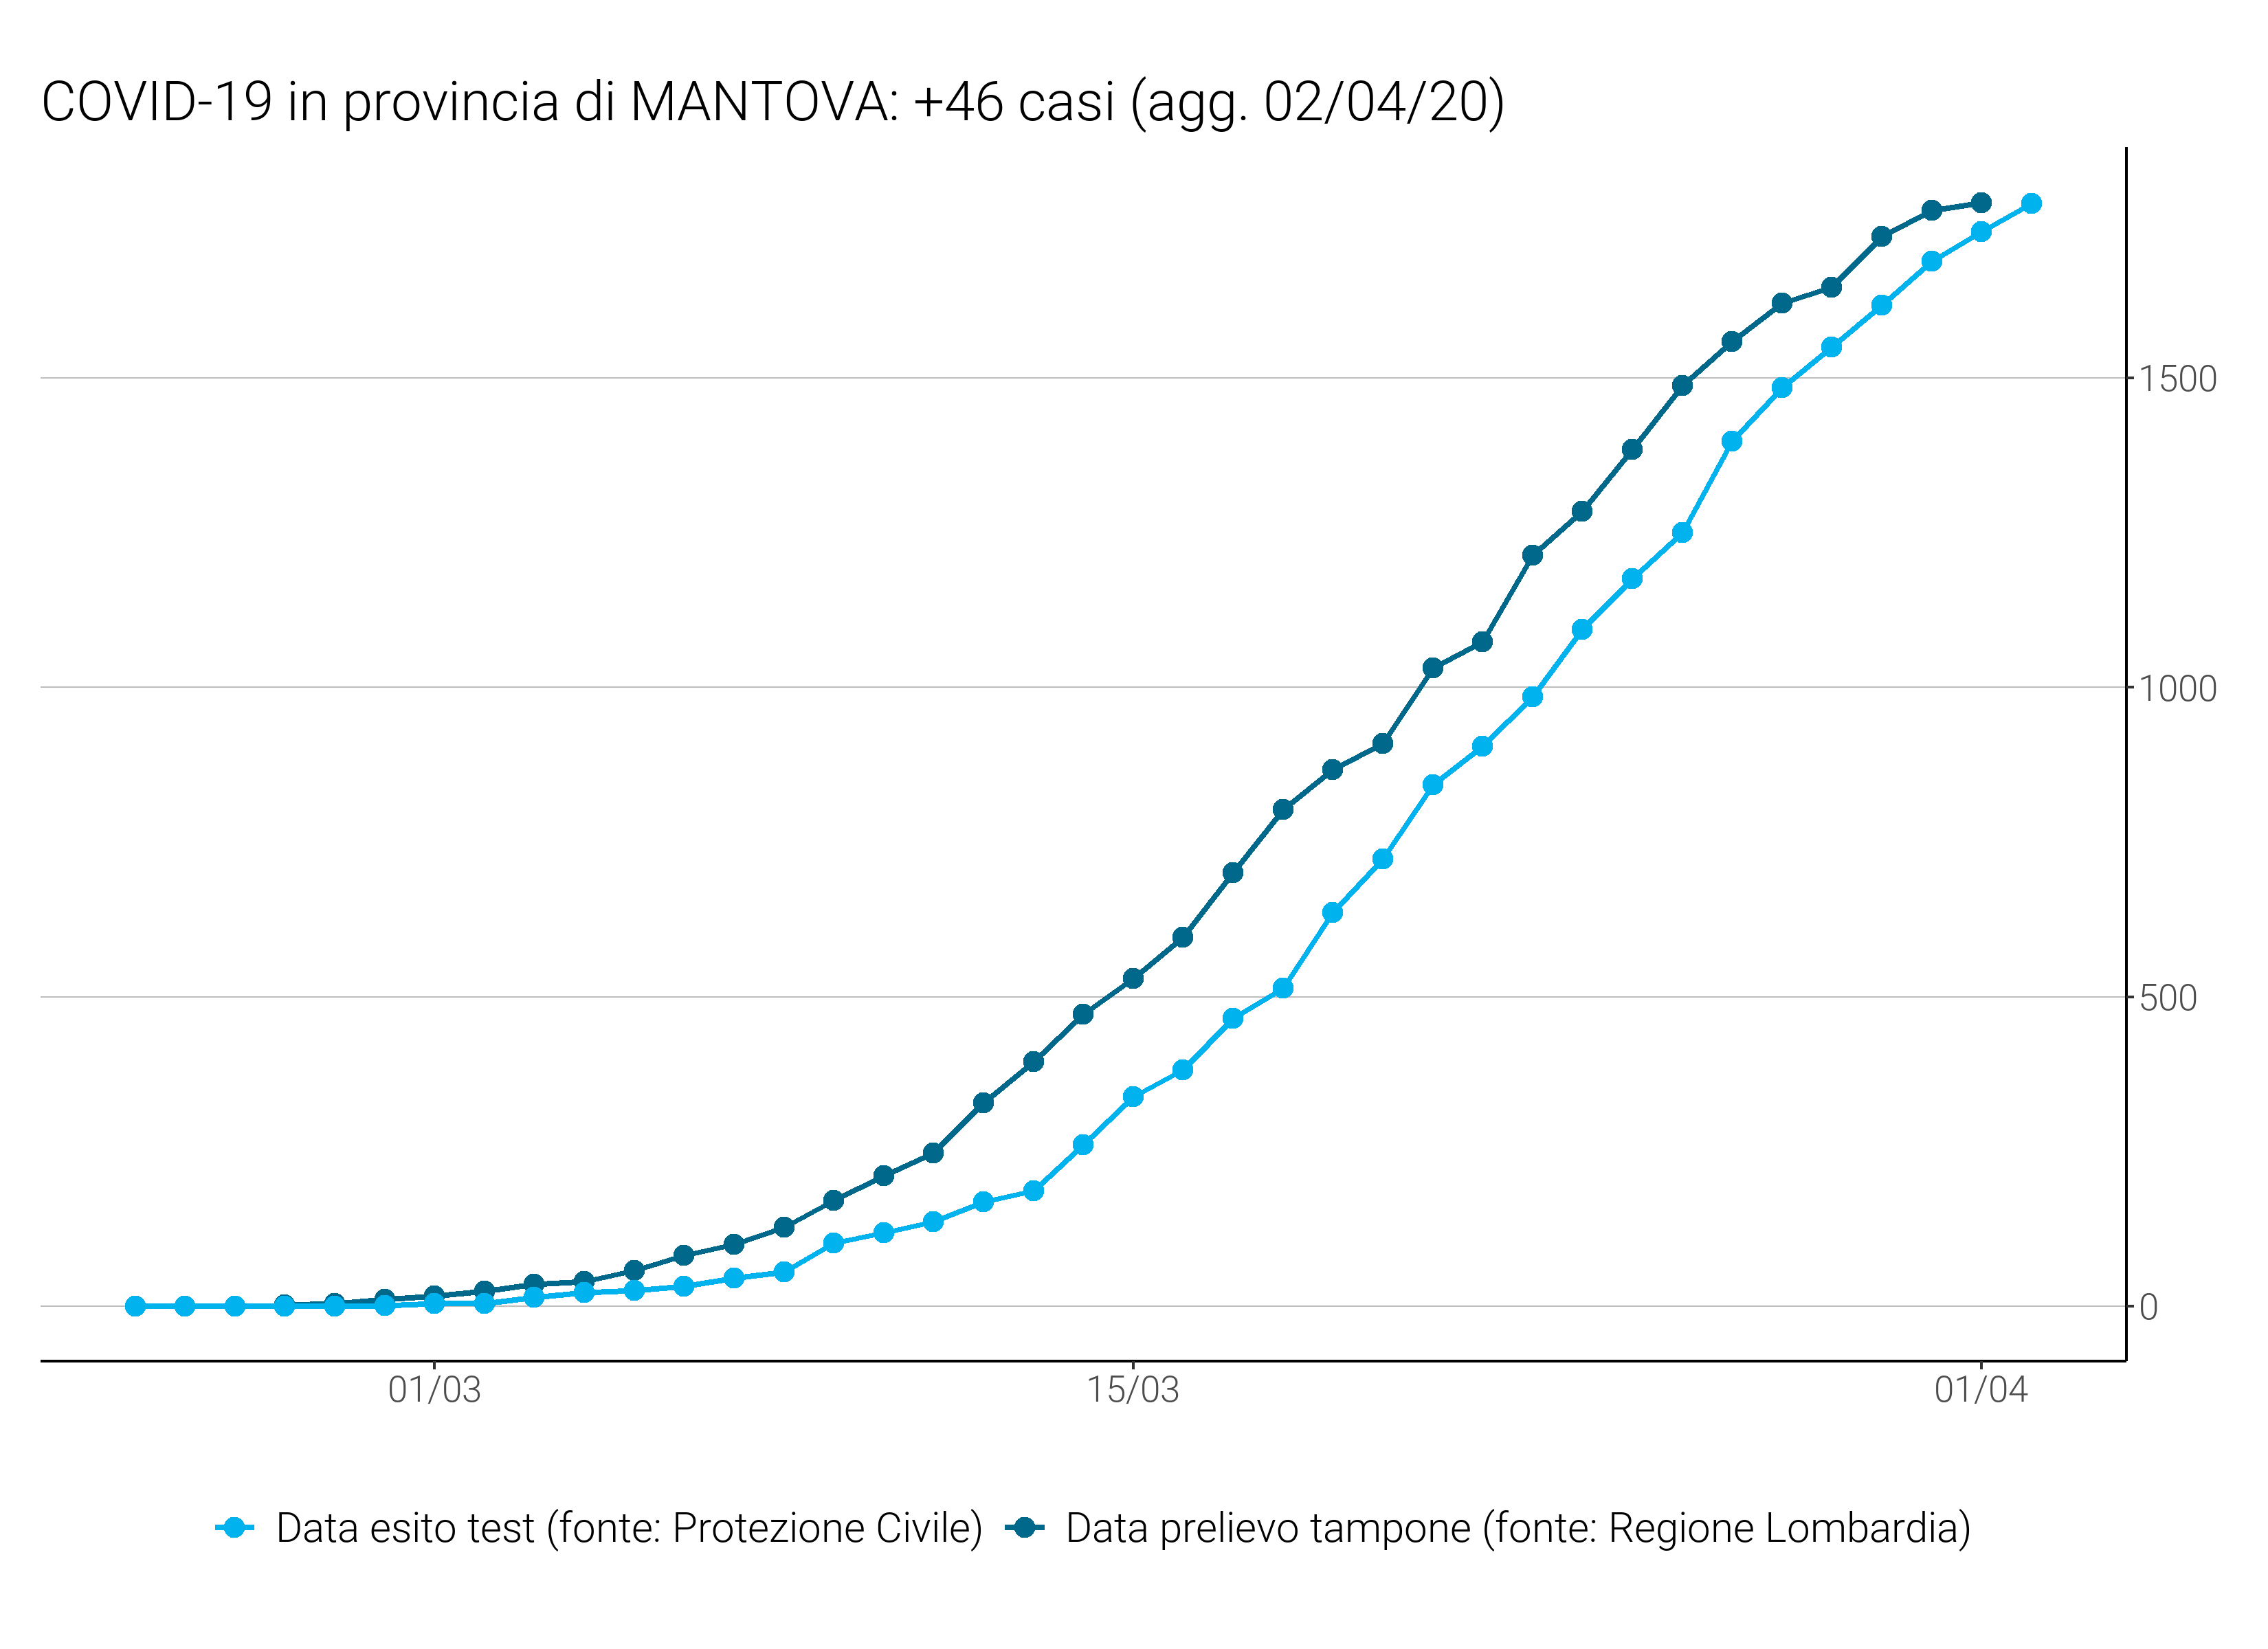 COVID-19 in provincia di MANTOVA: +46 casi (agg. 02/04/20)
1500
1000
500
0
01/03 15/03 01/04
Data esito test (fonte: Protezione Civile) Data prelievo tampone (fonte: Regione Lombardia)